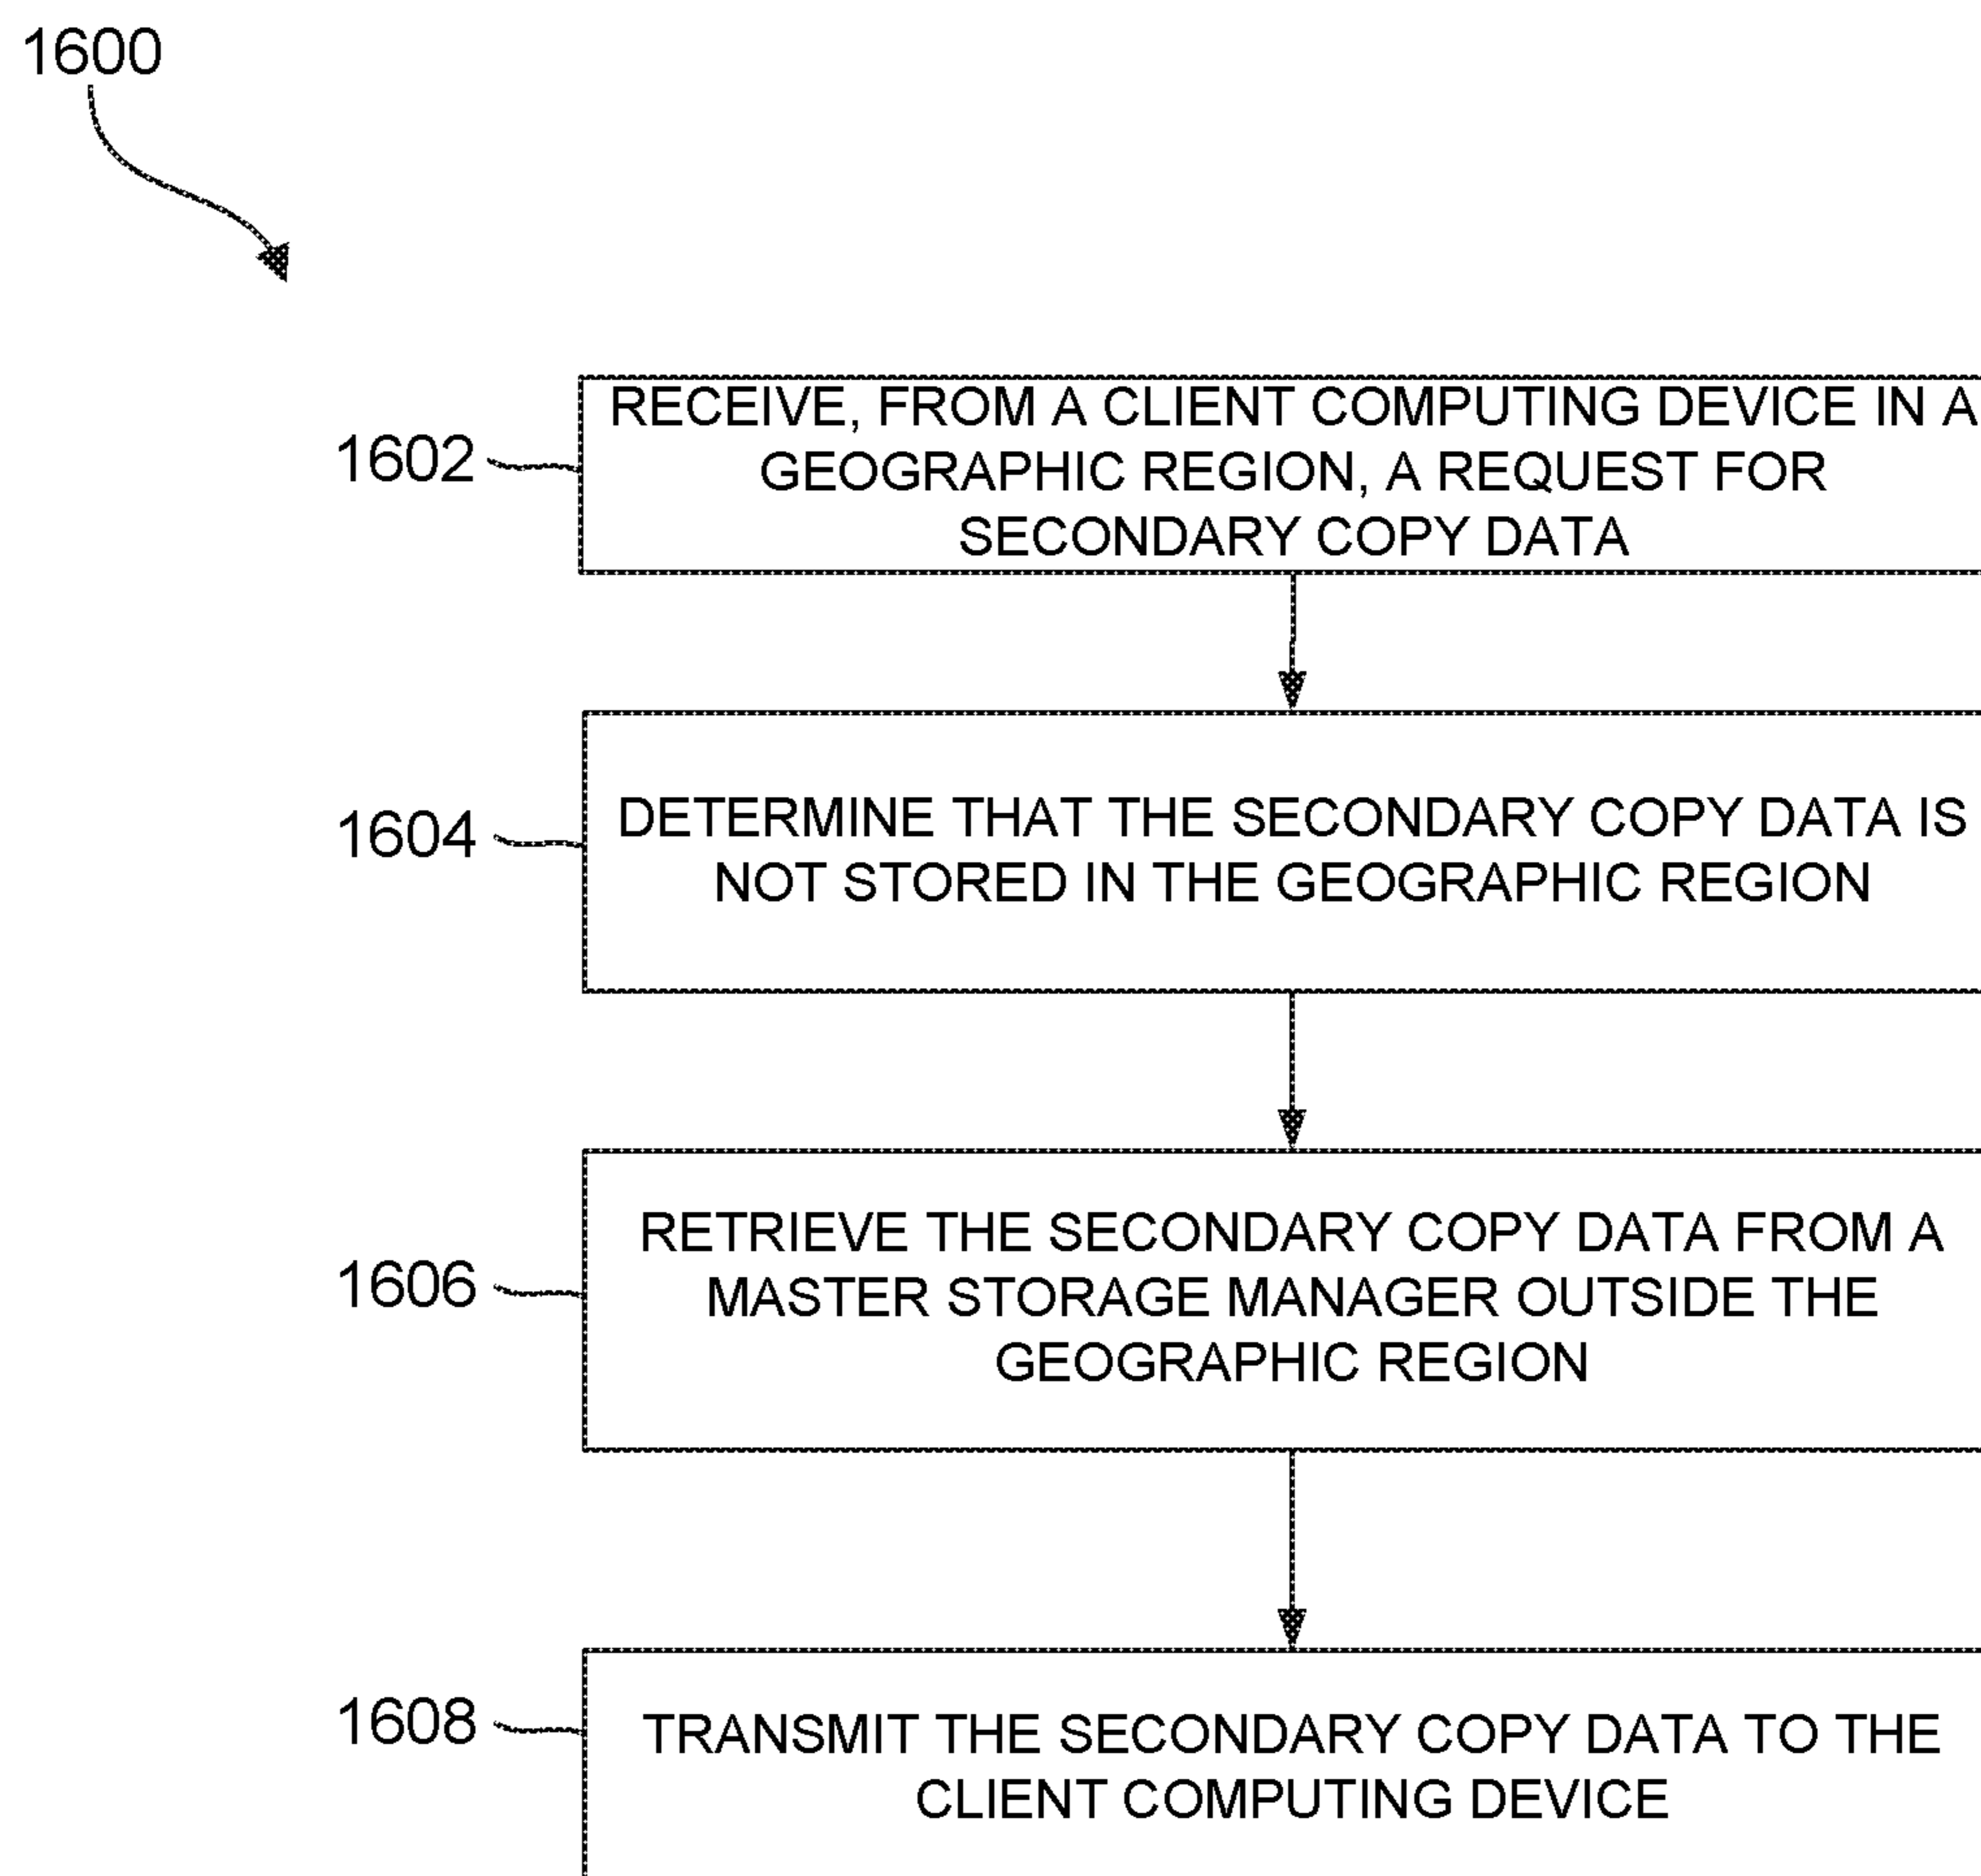 1600
1602
RECEIVE, FROM A CLIENT COMPUTING DEVICE IN A
GEOGRAPHIC REGION, A REQUEST FOR
SECONDARY COPY DATA
1604
DETERMINE THAT THE SECONDARY COPY DATA IS
NOT STORED IN THE GEOGRAPHIC REGION
1606
RETRIEVE THE SECONDARY COPY DATA FROM A
MASTER STORAGE MANAGER OUTSIDE THE
GEOGRAPHIC REGION
1608
TRANSMIT THE SECONDARY COPY DATA TO THE
CLIENT COMPUTING DEVICE